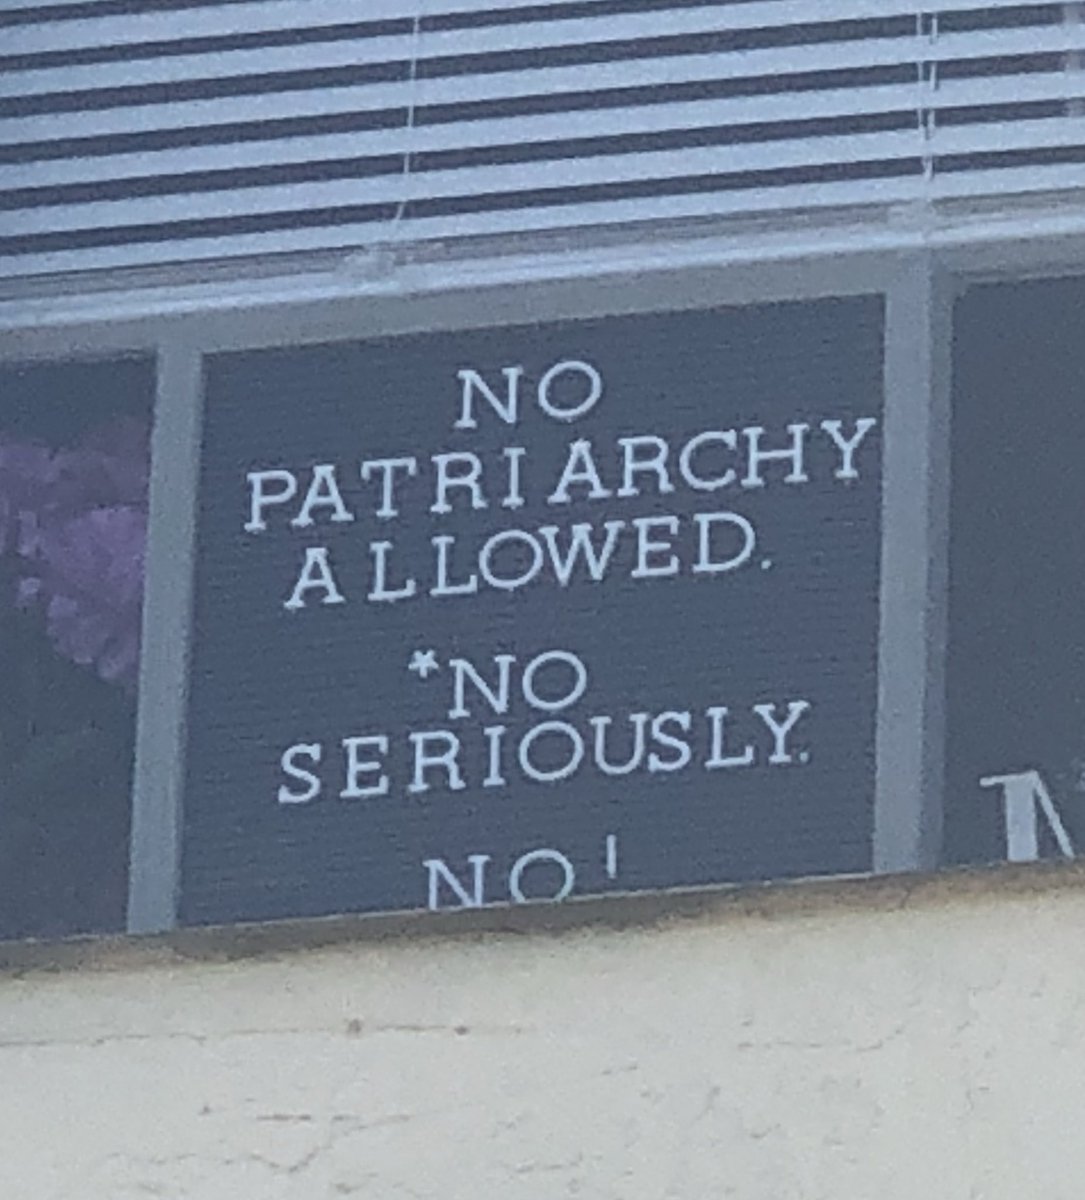 NO
PATRIARCHY
ALLOWED.
*NO
SERIOUSLY.
NO!